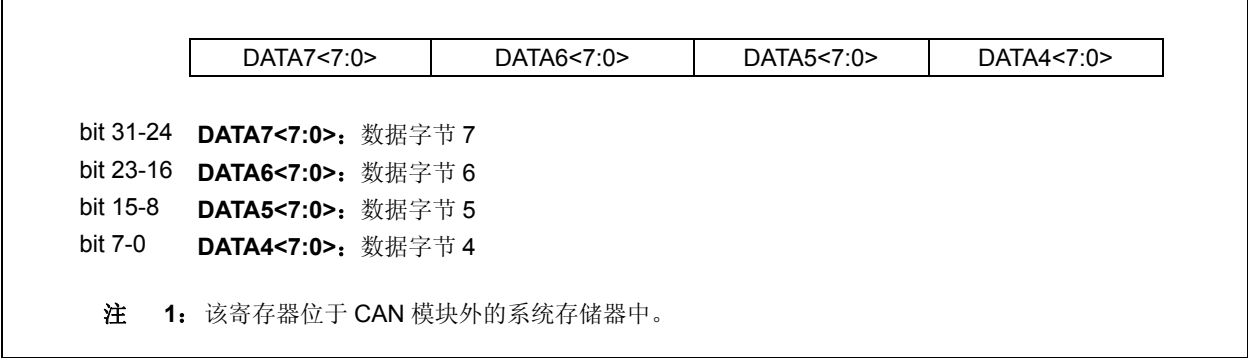 DATA7<7:0> DATA6<7:0> DATA5<7:0> DATA4<7:0>
bit 31-24 DATA7<7:0>：数据字节 7
bit 23-16 DATA6<7:0>：数据字节 6
bit 15-8 DATA5<7:0>：数据字节 5
bit 7-0 DATA4<7:0>：数据字节 4
注 1：该寄存器位于 CAN 模块外的系统存储器中。